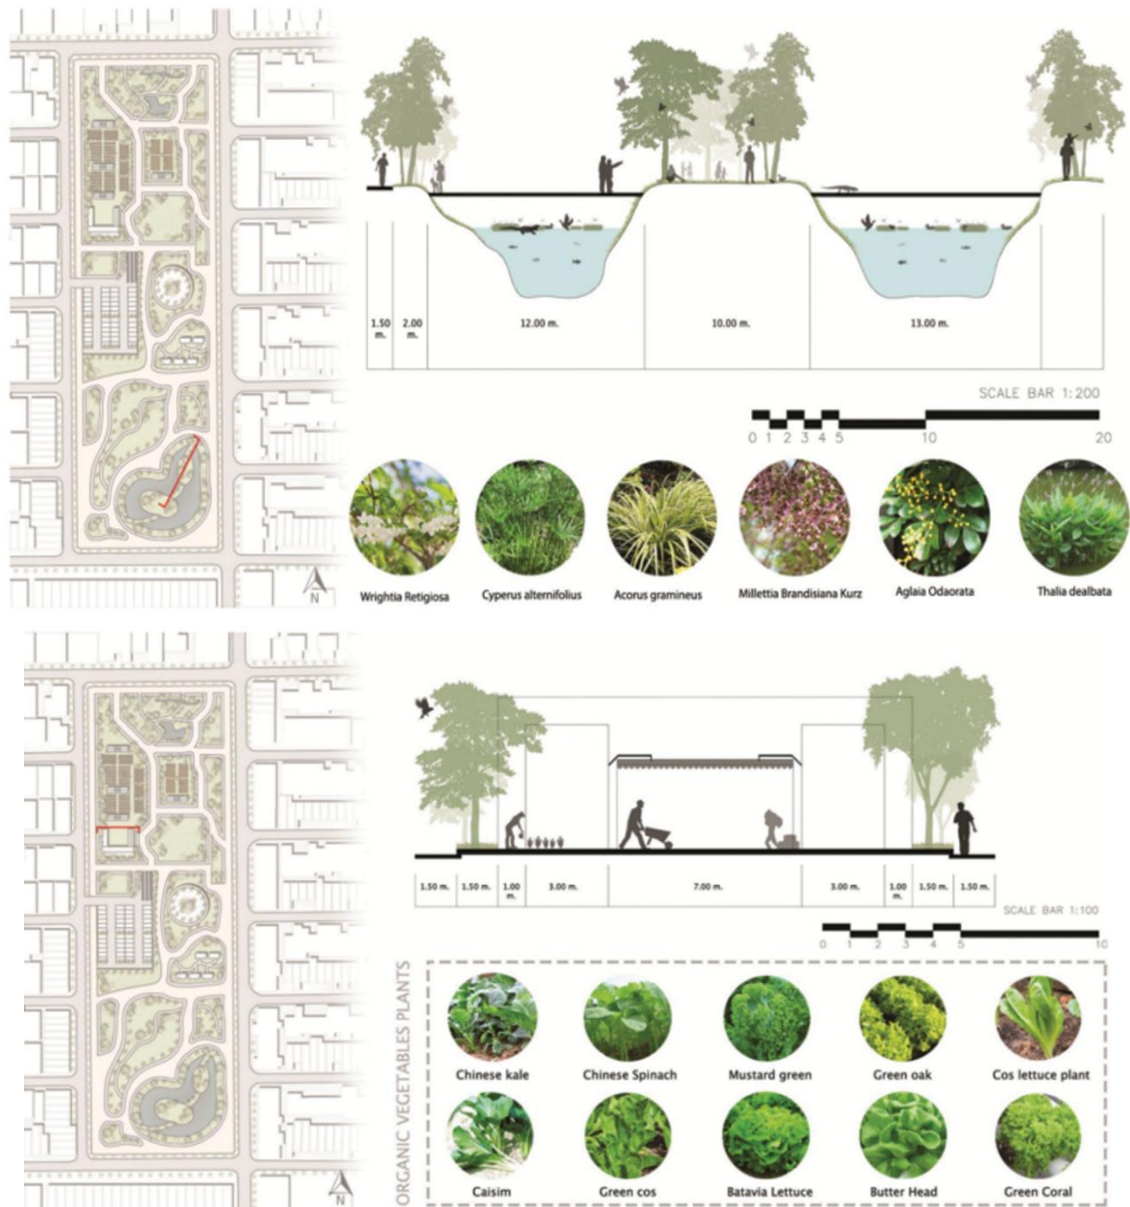 1.50
m.
2.00
m.
12.00 m.
10.00 m.
13.00 m.
SCALE BAR 1:200
0 1 2 3 4 5 10 20
Wrightia Retigiosa
Cyperus alternifolius
Acorus gramineus
Millettia Brandisiana Kurz
Aglaia Odaorata
Thalia dealbata
N
1.50 m.
1.50 m.
1.00
m.
3.00 m.
7.00 m.
3.00 m.
1.00
m.
1.50 m.
1.50 m.
SCALE BAR 1:100
0 1 2 3 4 5 10
ORGANIC VEGETABLES PLANTS
Chinese kale
Chinese Spinach
Mustard green
Green oak
Cos lettuce plant
Caisim
Green cos
Batavia Lettuce
Butter Head
Green Coral
N